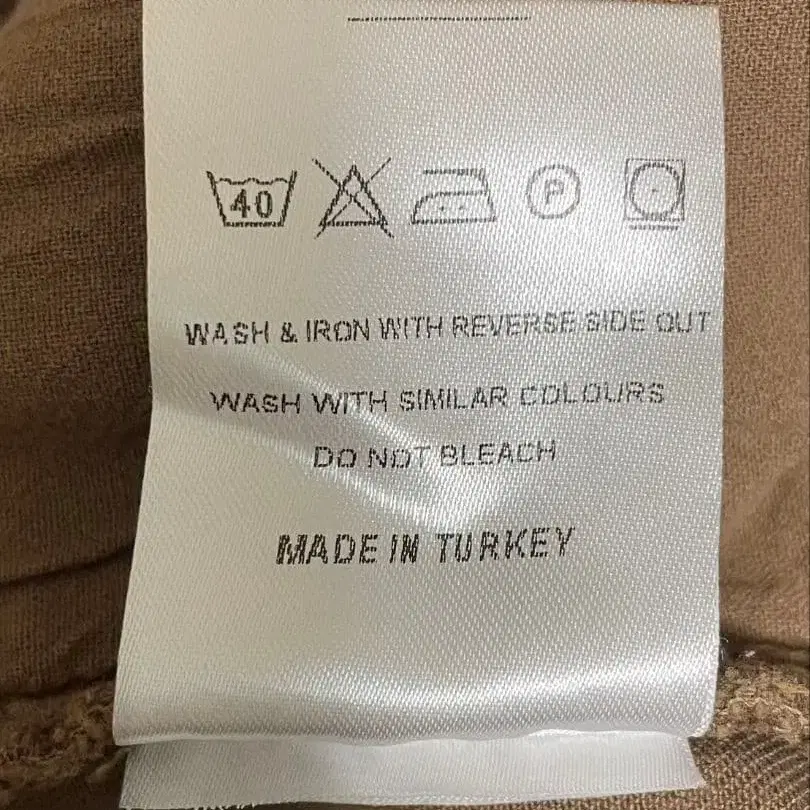 40 P
WASH & IRON WITH REVERSE SIDE OUT
WASH WITH SIMILAR COLOURS
DO NOT BLEACH
MADE IN TURKEY